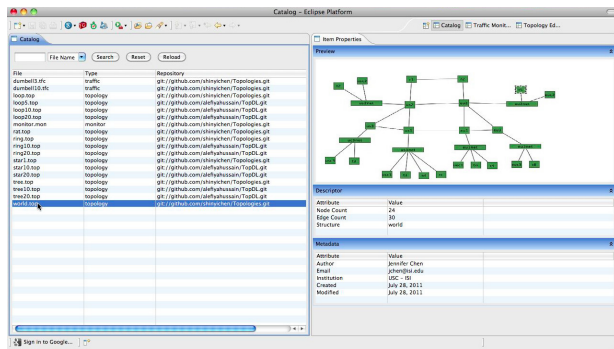 Catalog - Eclipse Platform
Catalog
Traffic Monit...
Topology Ed...
Catalog
Item Properties
File Name
Search
Reset
Reload
Preview
File Type Repository
dumbell5.tfc traffic git://github.com/shinyichen/Topologies.git
dumbell10.tfc traffic git://github.com/shinyichen/Topologies.git
loop.top topology git://github.com/shinyichen/Topologies.git
loop5.top topology git://github.com/alefiyahussain/TopDL.git
loop10.top topology git://github.com/alefiyahussain/TopDL.git
loop20.top topology git://github.com/alefiyahussain/TopDL.git
monitor.mon monitor git://github.com/shinyichen/Topologies.git
rat.top topology git://github.com/shinyichen/Topologies.git
ring.top topology git://github.com/shinyichen/Topologies.git
ring10.top topology git://github.com/alefiyahussain/TopDL.git
ring20.top topology git://github.com/alefiyahussain/TopDL.git
star1.top topology git://github.com/shinyichen/Topologies.git
star10.top topology git://github.com/alefiyahussain/TopDL.git
star20.top topology git://github.com/alefiyahussain/TopDL.git
tree.top topology git://github.com/shinyichen/Topologies.git
tree10.top topology git://github.com/alefiyahussain/TopDL.git
tree20.top topology git://github.com/alefiyahussain/TopDL.git
world.top topology git://github.com/shinyichen/Topologies.git
Descriptor
Attribute Value
Node Count 24
Edge Count 30
Structure world
Metadata
Attribute Value
Author Jennifer Chen
Email jchen@isi.edu
Institution USC - ISI
Created July 28, 2011
Modified July 28, 2011
Sign in to Google...